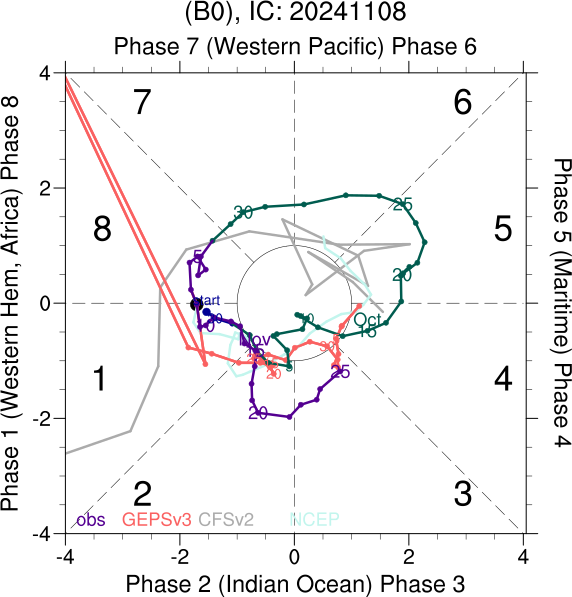 (B0), IC: 20241108
Phase 7 (Western Pacific) Phase 6
4
2
0
-2
-4
-4
-2
0
2
4
Phase 1 (Western Hem, Africa) Phase 8
Phase 5 (Maritime) Phase 4
Phase 2 (Indian Ocean) Phase 3
7
6
8
5
1
4
2
3
30
25
20
5
Oct
15
Nov
30
25
20
20
obs
GEPSv3
CFSv2
NCEP